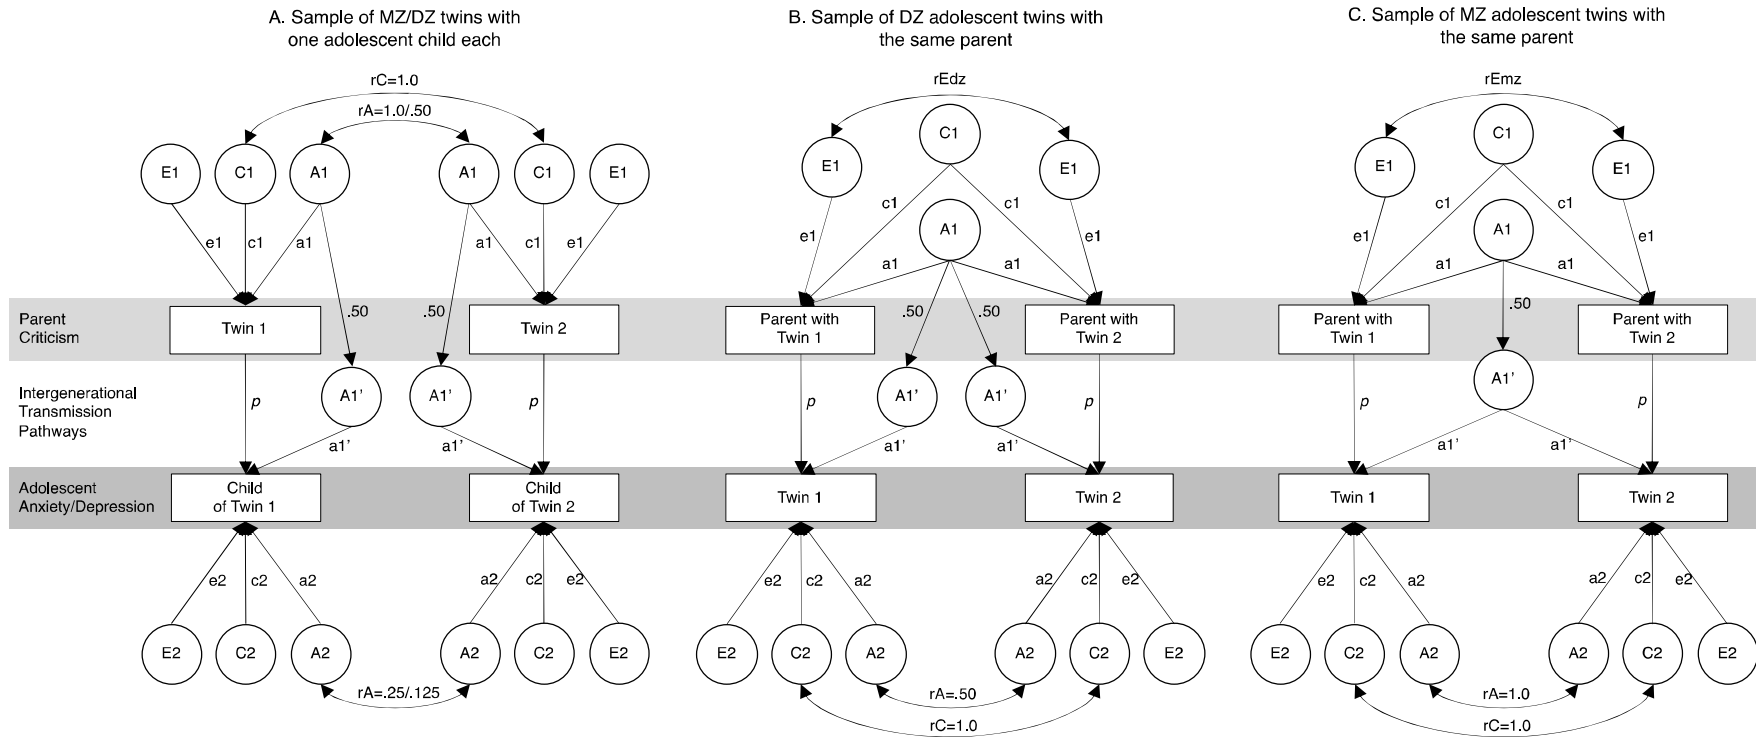 A. Sample of MZ/DZ twins with
one adolescent child each
B. Sample of DZ adolescent twins with
the same parent
C. Sample of MZ adolescent twins with
the same parent
rC=1.0
rA=1.0/.50
E1
C1
A1
A1
C1
E1
e1
c1
a1
a1
c1
e1
.50
.50
rEdz
C1
E1
E1
A1
c1
c1
e1
e1
a1
a1
.50
.50
rEmz
C1
E1
E1
A1
c1
c1
e1
e1
a1
a1
.50
Parent
Criticism
Twin 1
Twin 2
Parent with
Twin 1
Parent with
Twin 2
Parent with
Twin 1
Parent with
Twin 2
Intergenerational
Transmission
Pathways
p
A1’
A1’
p
a1’
a1’
p
A1’
A1’
p
a1’
a1’
p
A1’
p
a1’
a1’
Adolescent
Anxiety/Depression
Child
of Twin 1
Child
of Twin 2
Twin 1
Twin 2
Twin 1
Twin 2
e2
c2
a2
a2
c2
e2
e2
c2
a2
a2
c2
e2
e2
c2
a2
a2
c2
e2
E2
C2
A2
A2
C2
E2
E2
C2
A2
A2
C2
E2
E2
C2
A2
A2
C2
E2
rA=.25/.125
rA=.50
rC=1.0
rA=1.0
rC=1.0